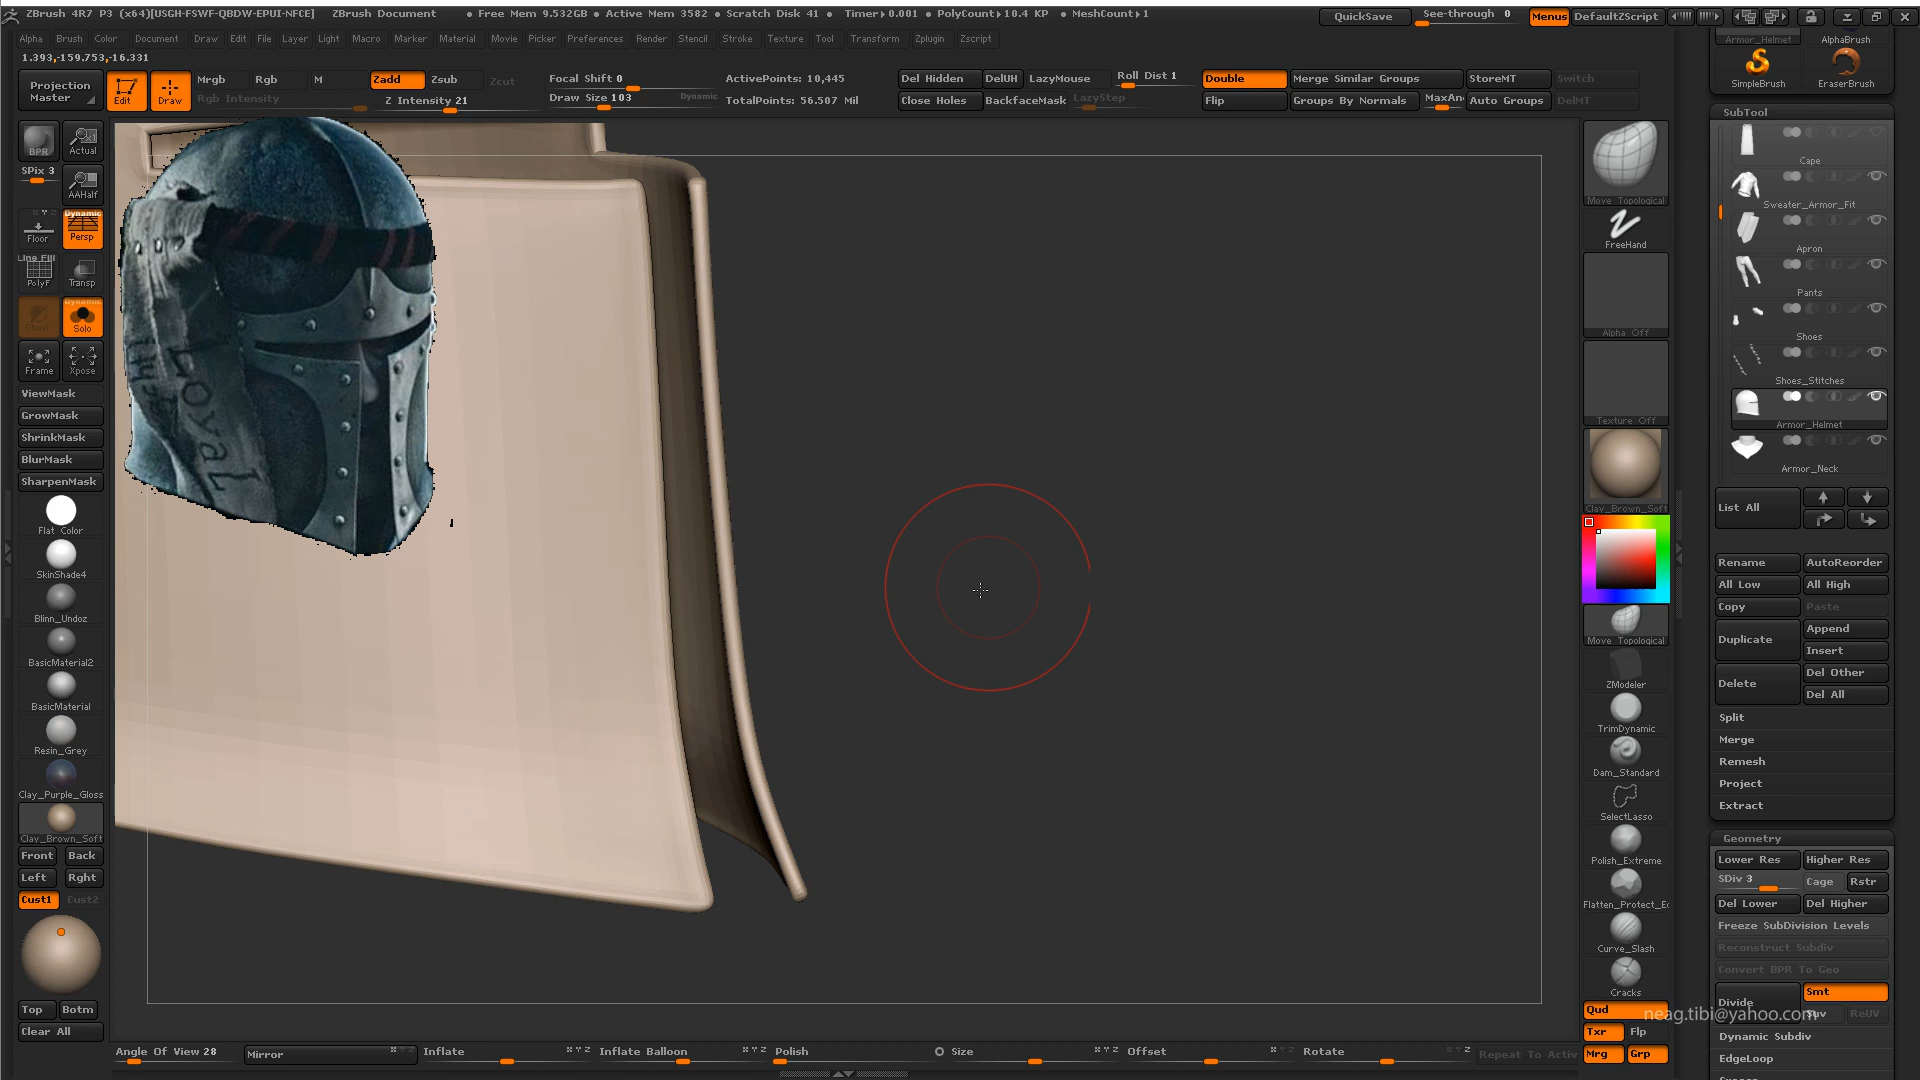 ZBrush 4R7 P3 (x64)[USGH-FSWF-QBDW-EPUI-NFCE] ZBrush Document • Free Mem 9.532GB • Active Mem 3582 • Scratch Disk 41 • Timer▸0.001 • PolyCount▸10.4 KP • MeshCount▸1 QuickSave See-through 0 Menus DefaultZScript
Alpha Brush Color Document Draw Edit File Layer Light Macro Marker Material Movie Picker Preferences Render Stencil Stroke Texture Tool Transform Zplugin Zscript
1.393,-159.753,-16.331
Projection Master
Edit
Draw
Mrgb Rgb M Zadd Zsub Zcut
Rgb Intensity Z Intensity 21
Focal Shift 0
Draw Size 103 Dynamic
ActivePoints: 10,445
TotalPoints: 56.507 Mil
Del Hidden DelUH LazyMouse Roll Dist 1
Close Holes BackfaceMask LazyStep
Double Merge Similar Groups StoreMT Switch
Flip Groups By Normals MaxAn Auto Groups DelMT
Armor_Helmet AlphaBrush
SimpleBrush EraserBrush
BPR Actual
SPix 3 AAHalf
Floor Dynamic Persp
Line Fill PolyF Transp
Ghost Dynamic Solo
Frame Xpose
ViewMask
GrowMask
ShrinkMask
BlurMask
SharpenMask
Flat Color
SkinShade4
Blinn_Undoz
BasicMaterial2
BasicMaterial
Resin_Grey
Clay_Purple_Gloss
Clay_Brown_Soft
Front Back
Left Rght
Cust1 Cust2
Top Botm
Clear All
Loyal
Move Topological
FreeHand
Alpha Off
Texture Off
Clay_Brown_Soft
Move Topological
ZModeler
TrimDynamic
Dam_Standard
SelectLasso
Polish_Extreme
Flatten_Protect_Ed
Curve_Slash
Cracks
Qud
Txr Flp
Mrg Grp
SubTool
Cape
Sweater_Armor_Fit
Apron
Pants
Shoes
Shoes_Stitches
Armor_Helmet
Armor_Neck
List All
Rename AutoReorder
All Low All High
Copy Paste
Duplicate Append
Insert
Delete Del Other
Del All
Split
Merge
Remesh
Project
Extract
Geometry
Lower Res Higher Res
SDiv 3 Cage Rstr
Del Lower Del Higher
Freeze SubDivision Levels
Reconstruct Subdiv
Convert BPR To Geo
Divide Smt
Suv ReUV
neag.tibi@yahoo.com
Dynamic Subdiv
EdgeLoop
Angle Of View 28 Mirror Inflate Inflate Balloon Polish Size Offset Rotate Repeat To Activ